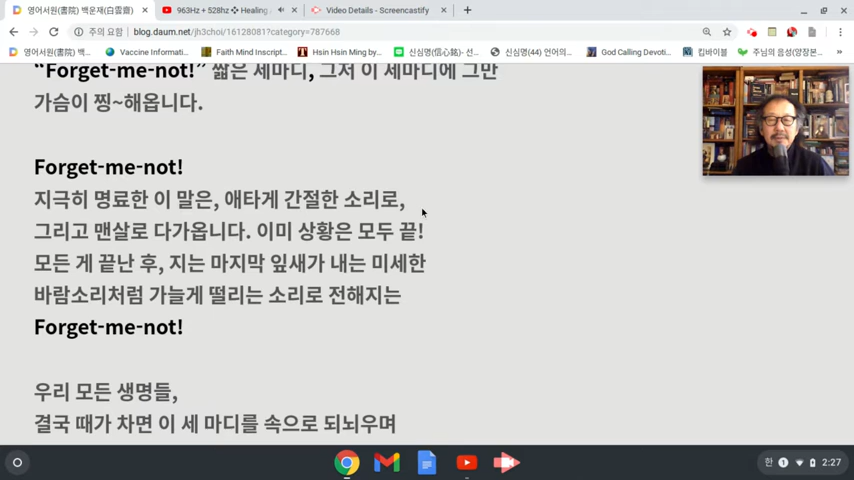 영어서원(書院) 백운재(白雲齋)
963Hz + 528hz ❖ Healing
Video Details - Screencastify
주의 요함
blog.daum.net/jh3choi/16128081?category=787668
영어서원(書院) 백
Vaccine Informati...
Faith Mind Inscript...
Hsin Hsin Ming by...
신심명(信心銘)- 선...
신심명(44) 언어의...
God Calling Devoti...
킵바이블
주님의 음성(양장본...
“Forget-me-not!” 짧은 세마디, 그저 이 세마디에 그만
가슴이 찡~해옵니다.
Forget-me-not!
지극히 명료한 이 말은, 애타게 간절한 소리로,
그리고 맨살로 다가옵니다. 이미 상황은 모두 끝!
모든 게 끝난 후, 지는 마지막 잎새가 내는 미세한
바람소리처럼 가늘게 떨리는 소리로 전해지는
Forget-me-not!
우리 모든 생명들,
결국 때가 차면 이 세 마디를 속으로 되뇌우며
한 1 2:27